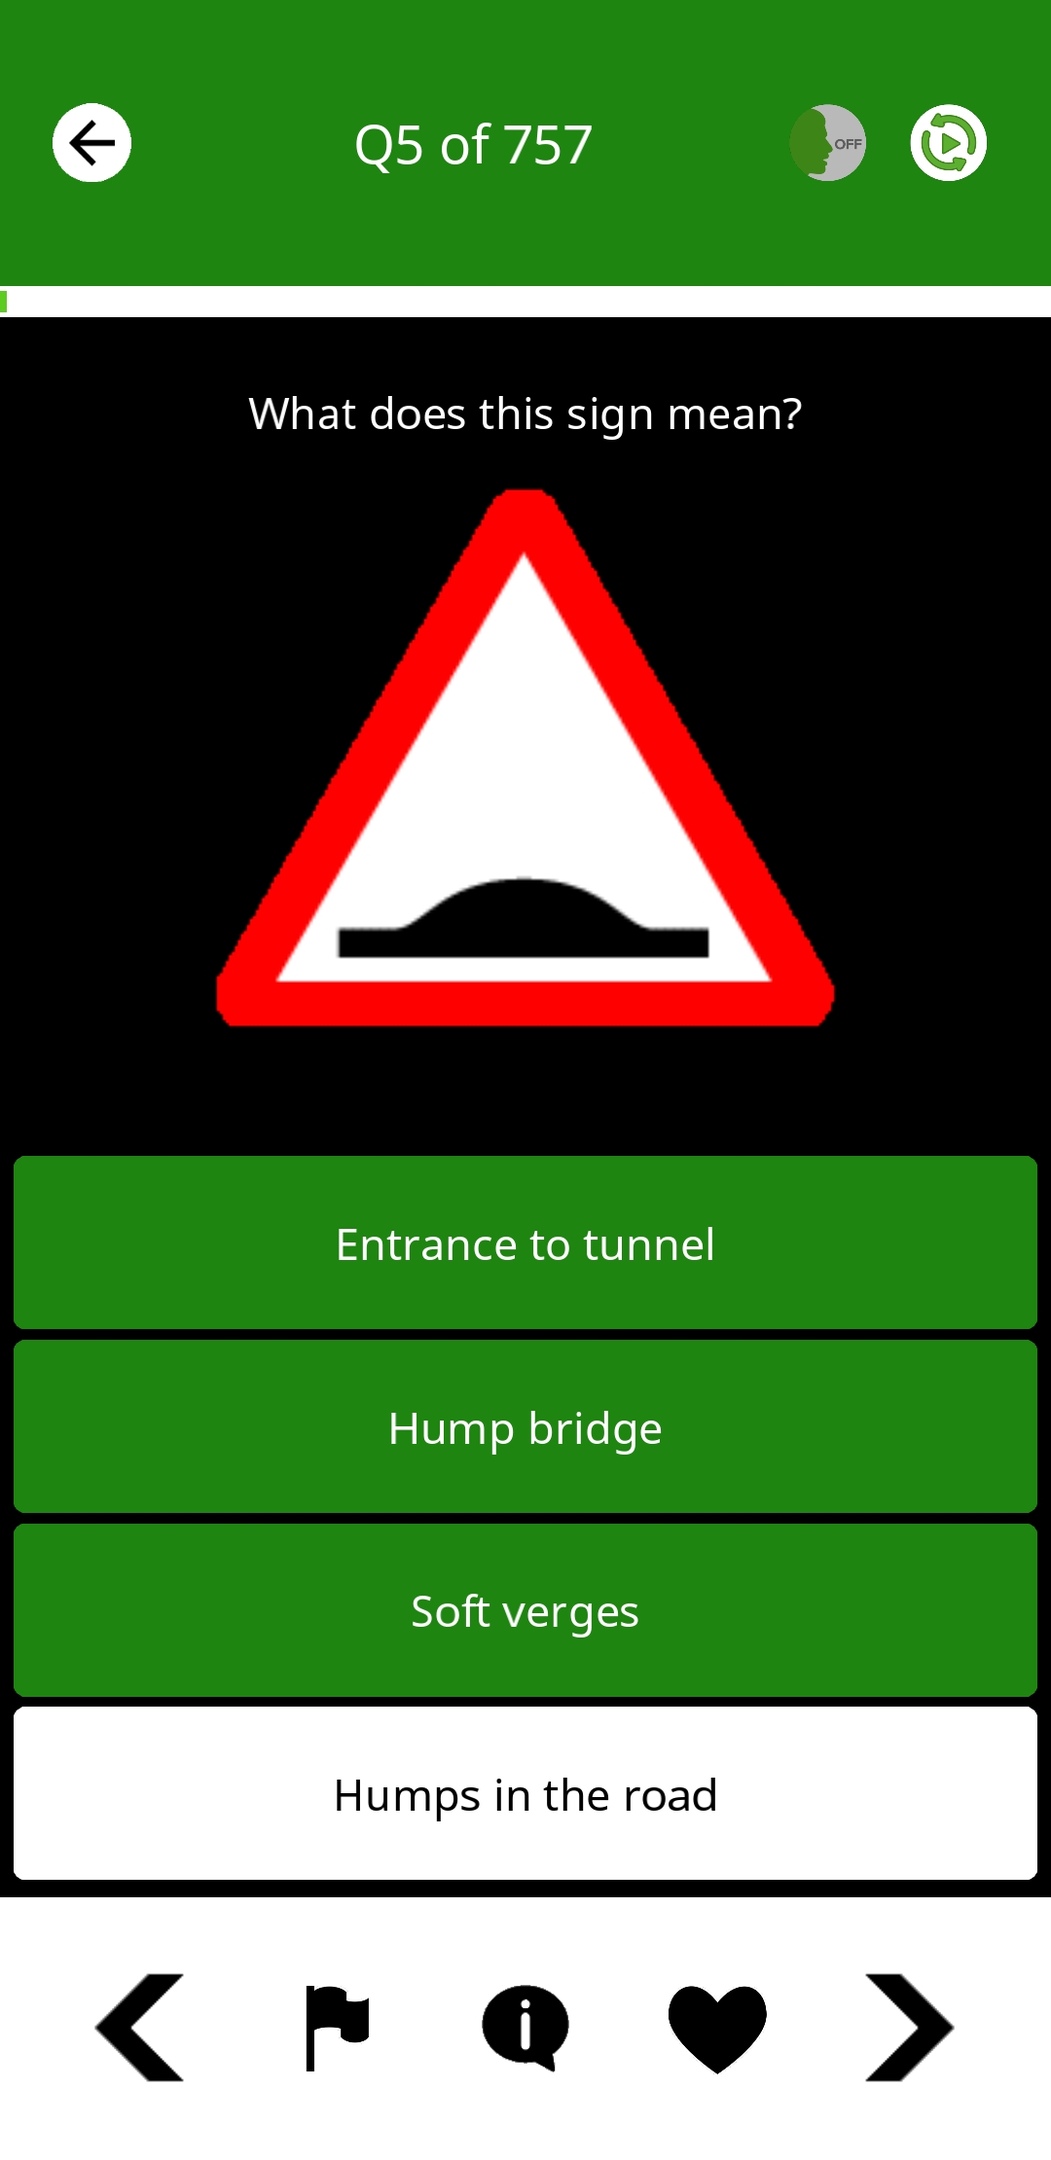 Q5 of 757
OFF
What does this sign mean?
Entrance to tunnel
Hump bridge
Soft verges
Humps in the road